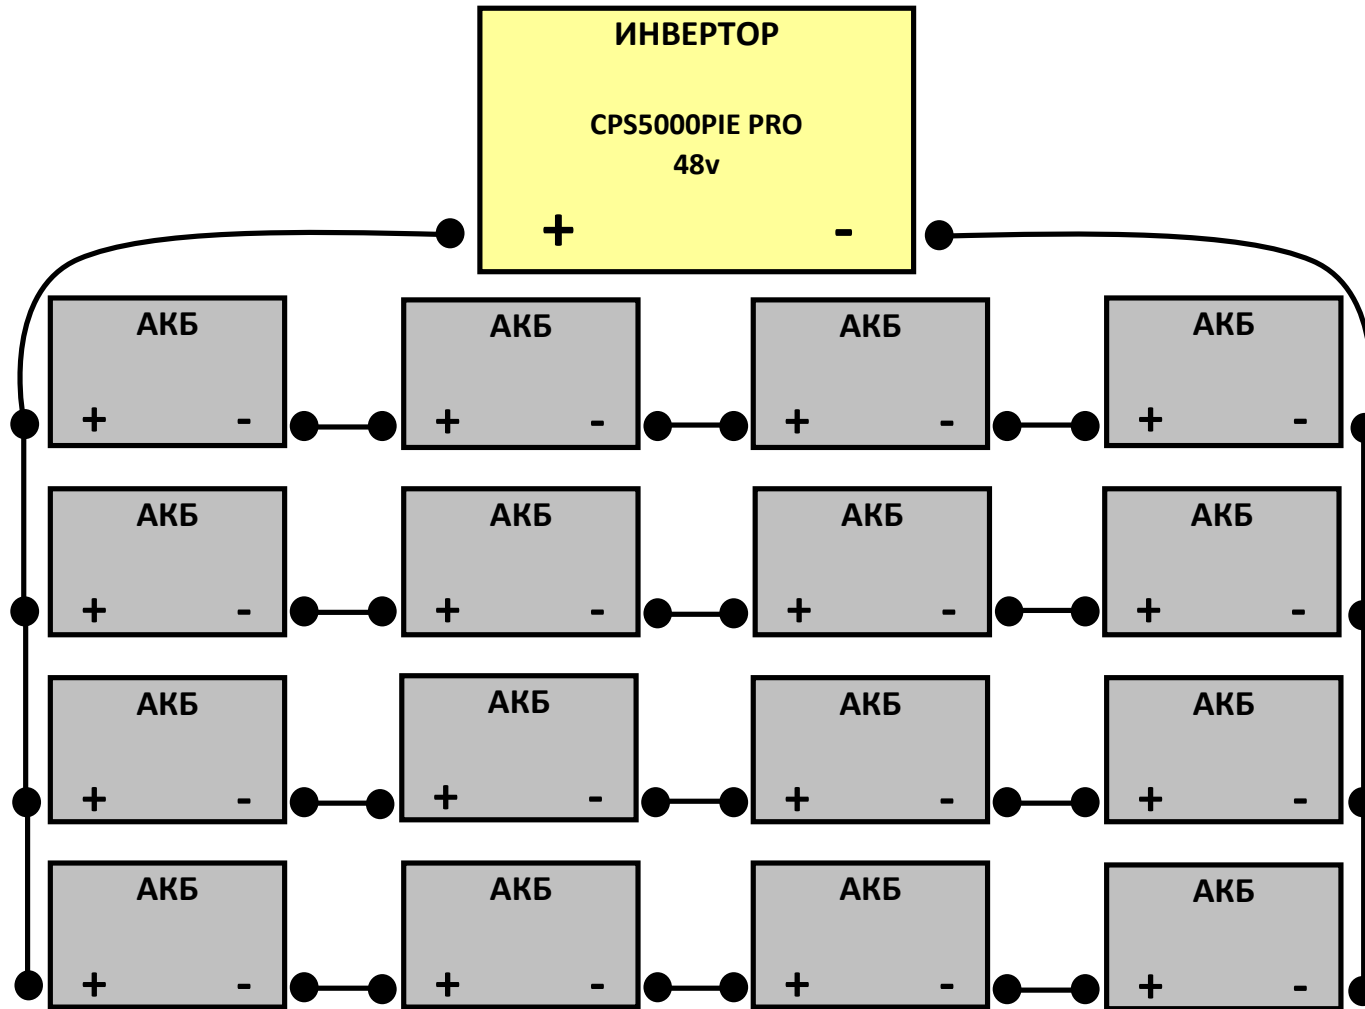 ИНВЕРТОР
CPS5000PIE PRO
48v
+ -
АКБ АКБ АКБ АКБ
+ - + - + - + -
АКБ АКБ АКБ АКБ
+ - + - + - + -
АКБ АКБ АКБ АКБ
+ - + - + - + -
АКБ АКБ АКБ АКБ
+ - + - + - + -